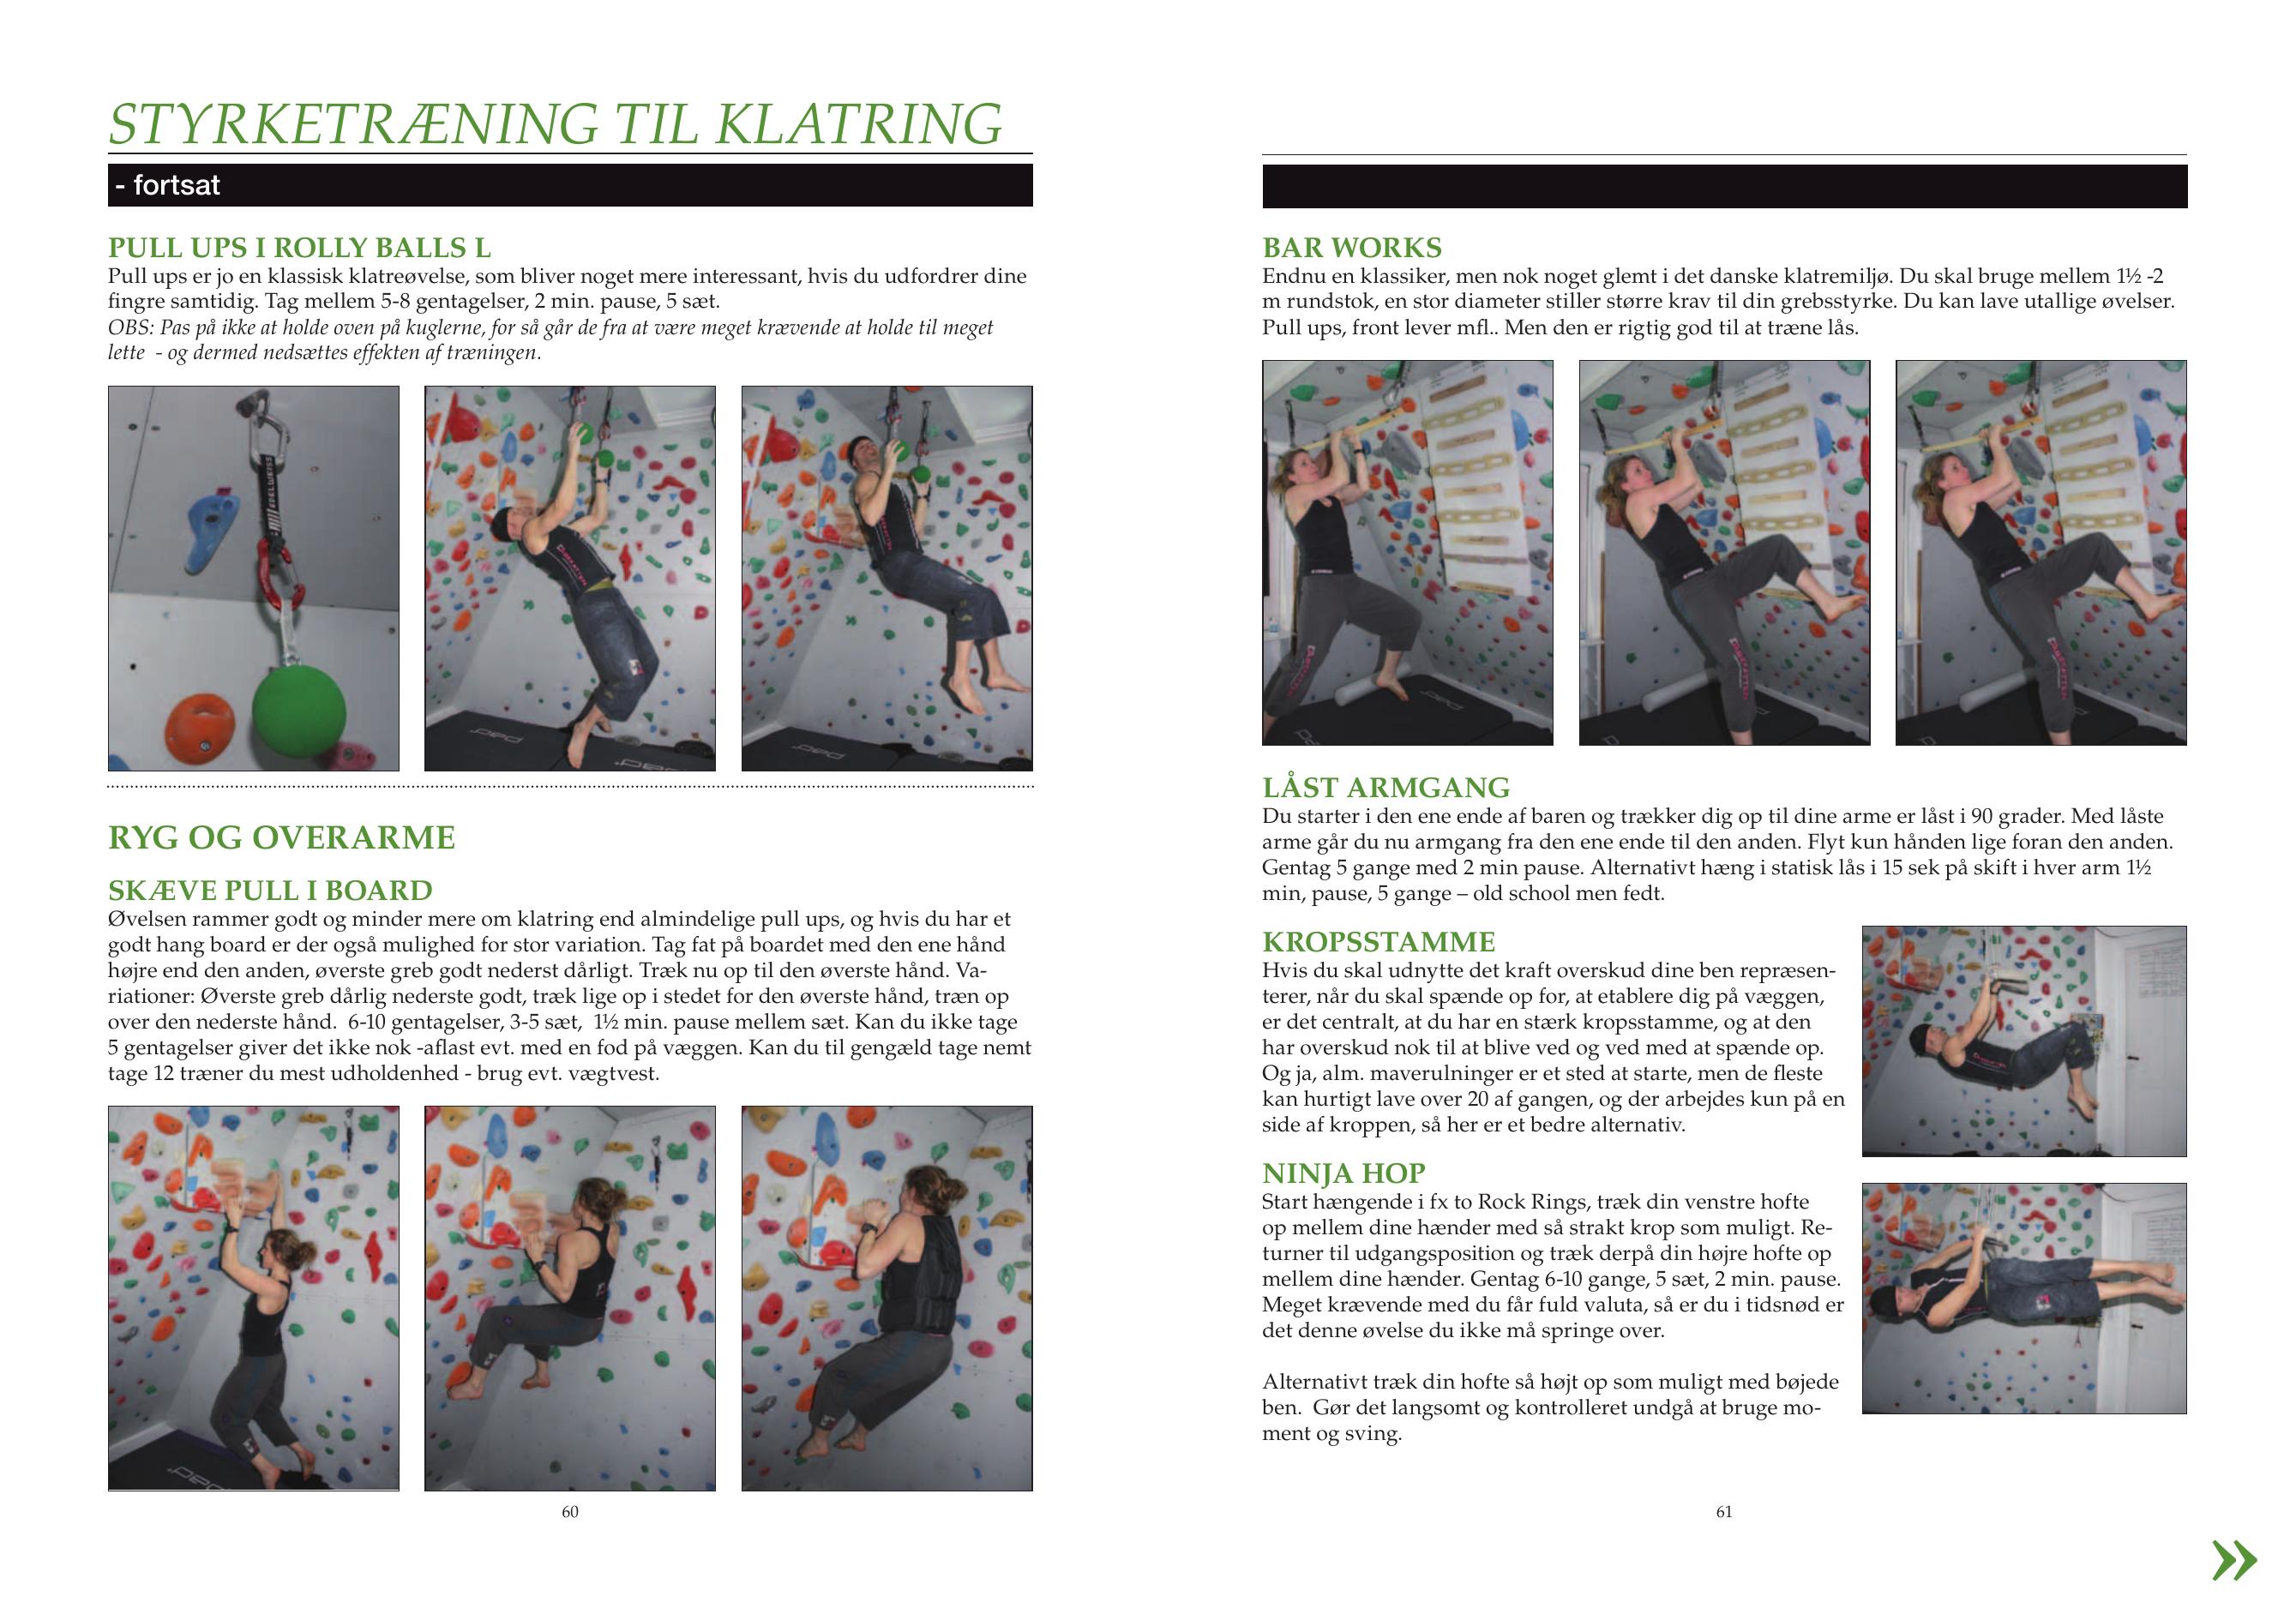 STYRKETRÆNING TIL KLATRING
- fortsat
PULL UPS I ROLLY BALLS L
Pull ups er jo en klassisk klatreøvelse, som bliver noget mere interessant, hvis du udfordrer dine
fingre samtidig. Tag mellem 5-8 gentagelser, 2 min. pause, 5 sæt.
OBS: Pas på ikke at holde oven på kuglerne, for så går de fra at være meget krævende at holde til meget
lette  - og dermed nedsættes effekten af træningen.
RYG OG OVERARME
SKÆVE PULL I BOARD
Øvelsen rammer godt og minder mere om klatring end almindelige pull ups, og hvis du har et
godt hang board er der også mulighed for stor variation. Tag fat på boardet med den ene hånd
højre end den anden, øverste greb godt nederst dårligt. Træk nu op til den øverste hånd. Va-
riationer: Øverste greb dårlig nederste godt, træk lige op i stedet for den øverste hånd, træn op
over den nederste hånd.  6-10 gentagelser, 3-5 sæt,  1½ min. pause mellem sæt. Kan du ikke tage
5 gentagelser giver det ikke nok -aflast evt. med en fod på væggen. Kan du til gengæld tage nemt
tage 12 træner du mest udholdenhed - brug evt. vægtvest.
60
BAR WORKS
Endnu en klassiker, men nok noget glemt i det danske klatremiljø. Du skal bruge mellem 1½ -2
m rundstok, en stor diameter stiller større krav til din grebsstyrke. Du kan lave utallige øvelser.
Pull ups, front lever mfl.. Men den er rigtig god til at træne lås.
LÅST ARMGANG
Du starter i den ene ende af baren og trækker dig op til dine arme er låst i 90 grader. Med låste
arme går du nu armgang fra den ene ende til den anden. Flyt kun hånden lige foran den anden.
Gentag 5 gange med 2 min pause. Alternativt hæng i statisk lås i 15 sek på skift i hver arm 1½
min, pause, 5 gange – old school men fedt.
KROPSSTAMME
Hvis du skal udnytte det kraft overskud dine ben repræsen-
terer, når du skal spænde op for, at etablere dig på væggen,
er det centralt, at du har en stærk kropsstamme, og at den
har overskud nok til at blive ved og ved med at spænde op.
Og ja, alm. maverulninger er et sted at starte, men de fleste
kan hurtigt lave over 20 af gangen, og der arbejdes kun på en
side af kroppen, så her er et bedre alternativ.
NINJA HOP
Start hængende i fx to Rock Rings, træk din venstre hofte
op mellem dine hænder med så strakt krop som muligt. Re-
turner til udgangsposition og træk derpå din højre hofte op
mellem dine hænder. Gentag 6-10 gange, 5 sæt, 2 min. pause.
Meget krævende med du får fuld valuta, så er du i tidsnød er
det denne øvelse du ikke må springe over.
Alternativt træk din hofte så højt op som muligt med bøjede
ben.  Gør det langsomt og kontrolleret undgå at bruge mo-
ment og sving.
61
»